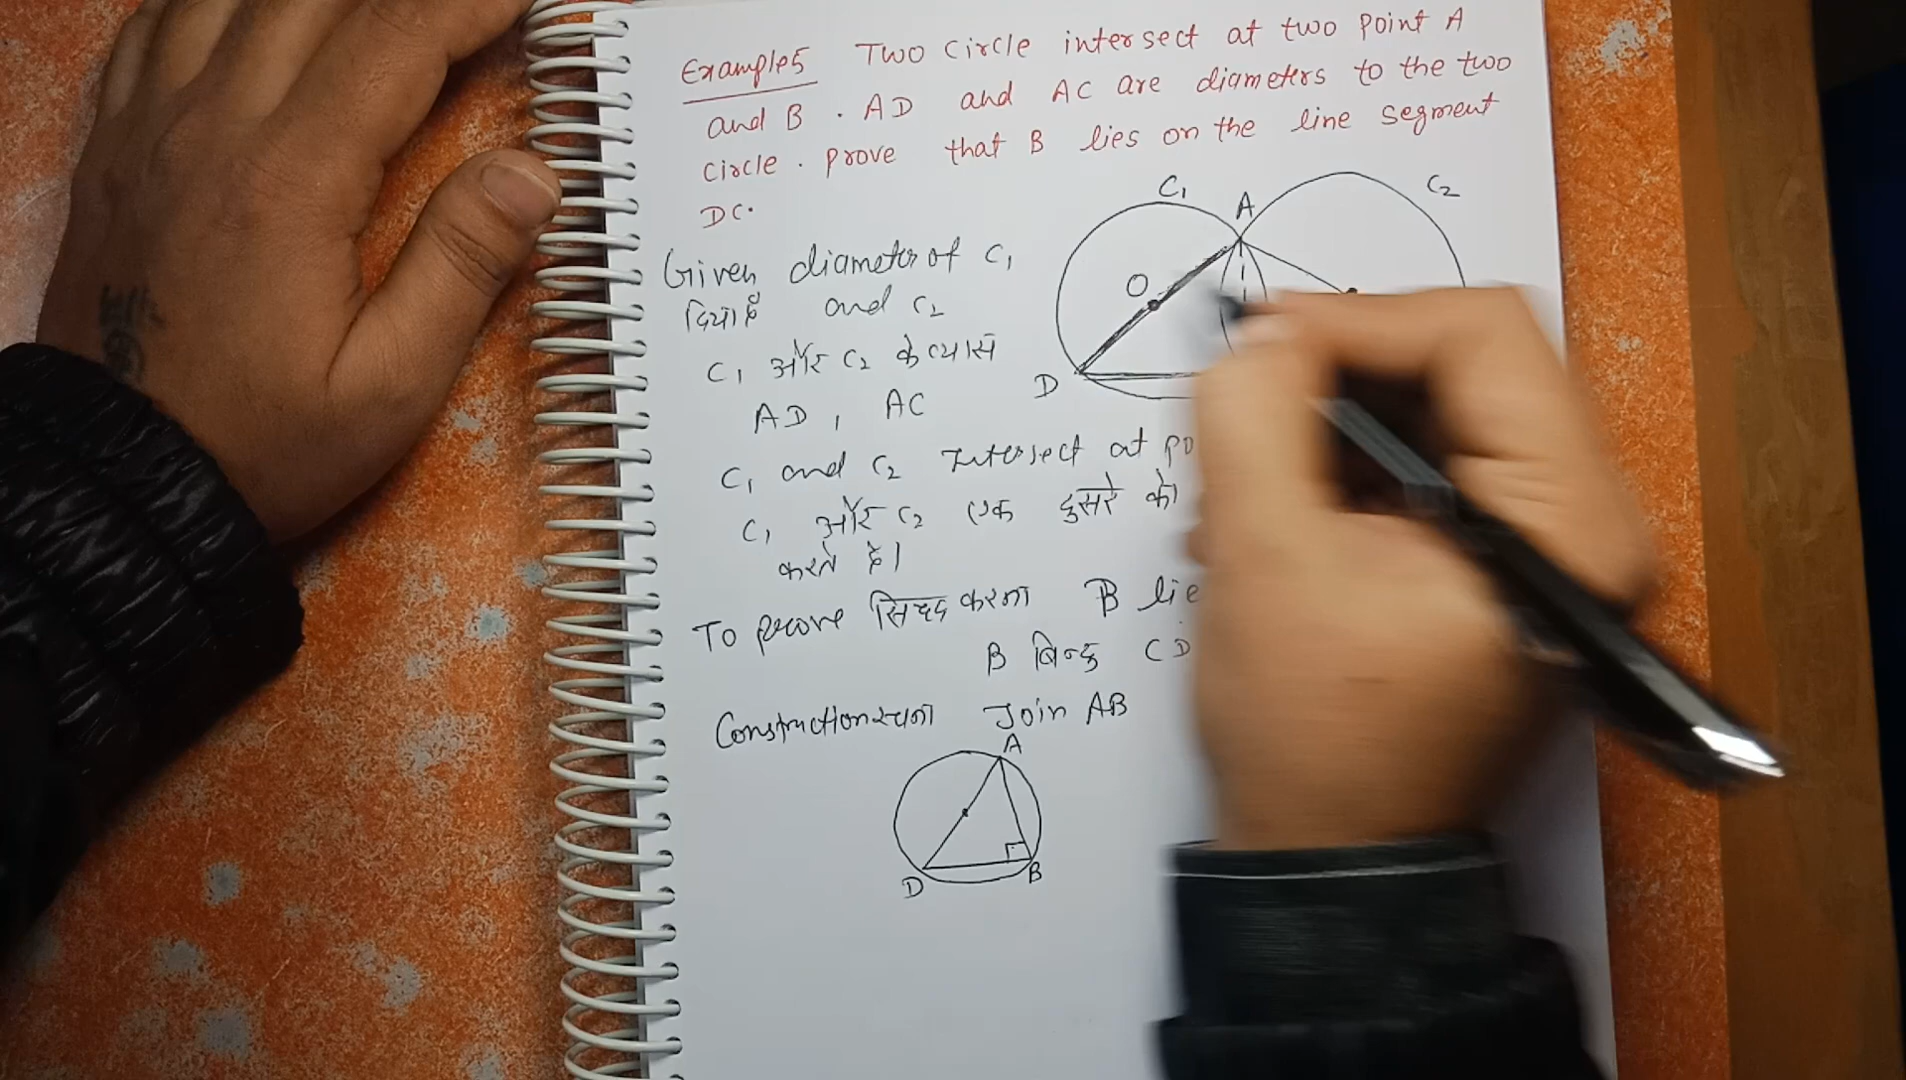 Example5 Two circle intersect at two point A
and B . AD and AC are diameters to the two
circle . prove that B lies on the line segment
DC.
C₁ A C₂
Given diameter of C₁
दिया है and C₂
O
C₁ और C₂ के व्यास
D
AD , AC
C₁ and C₂ Intersect at po
C₁ और C₂ एक दुसरे को
करते है।
To prove सिद्द करना B lie
B बिन्दु CD
Construction रचना Join AB
A
D B